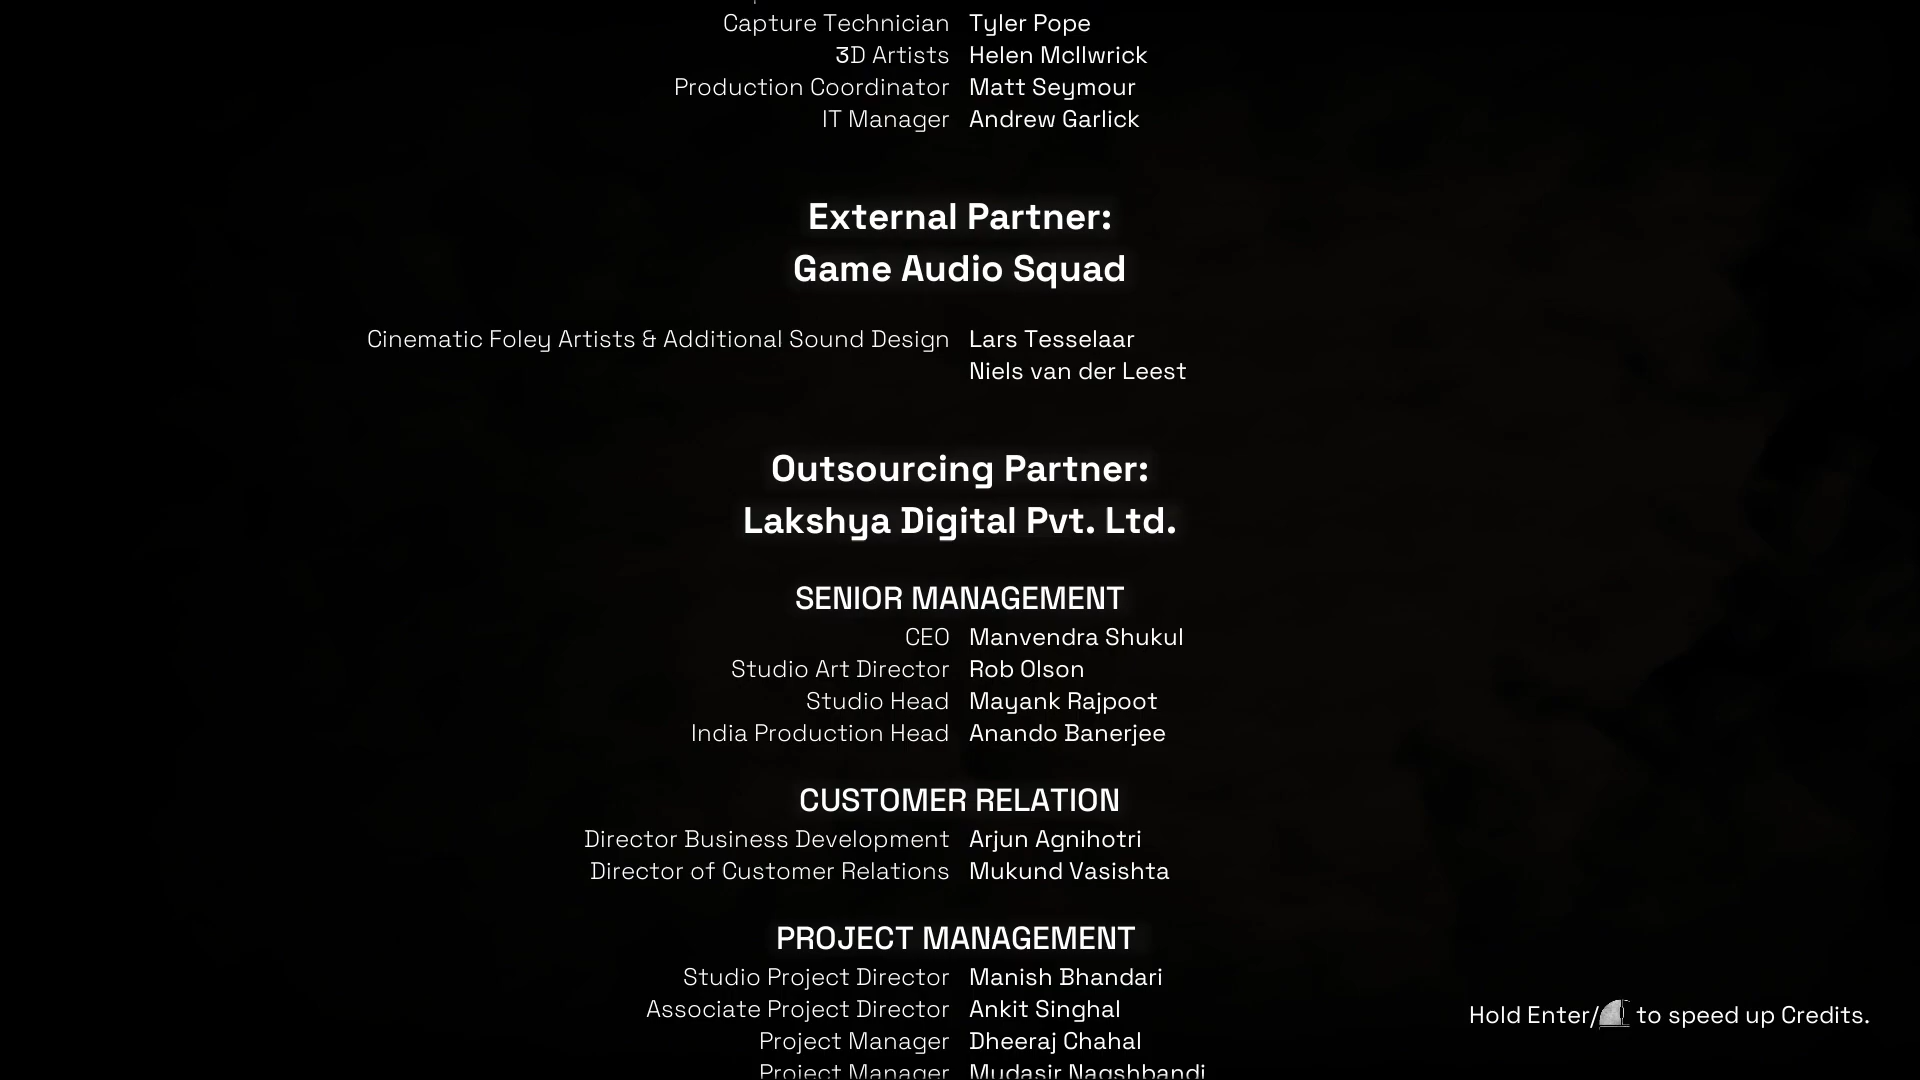 Capture Technician Tyler Pope
3D Artists Helen McIlwrick
Production Coordinator Matt Seymour
IT Manager Andrew Garlick
External Partner:
Game Audio Squad
Cinematic Foley Artists & Additional Sound Design Lars Tesselaar
Niels van der Leest
Outsourcing Partner:
Lakshya Digital Pvt. Ltd.
SENIOR MANAGEMENT
CEO Manvendra Shukul
Studio Art Director Rob Olson
Studio Head Mayank Rajpoot
India Production Head Anando Banerjee
CUSTOMER RELATION
Director Business Development Arjun Agnihotri
Director of Customer Relations Mukund Vasishta
PROJECT MANAGEMENT
Studio Project Director Manish Bhandari
Associate Project Director Ankit Singhal
Project Manager Dheeraj Chahal
Project Manager Mudasir Naqshbandi
Hold Enter/ to speed up Credits.